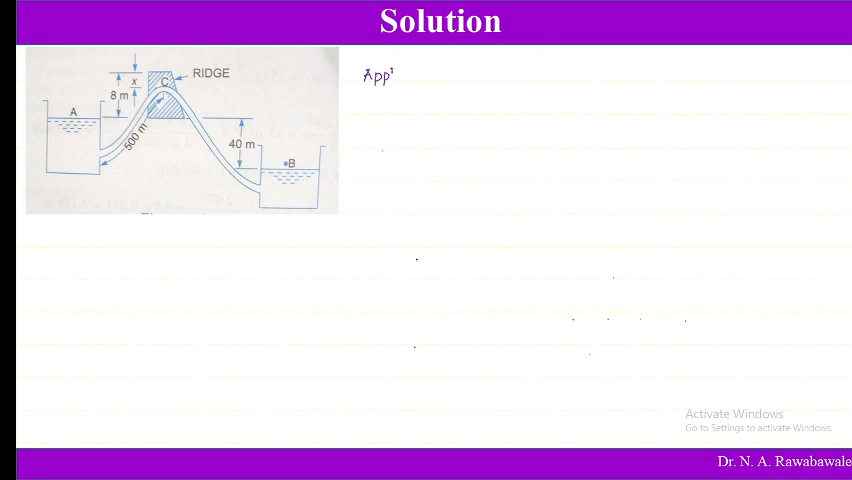 Solution
RIDGE
C
x
8 m
A
500 m
40 m
B
App
Activate Windows
Go to Settings to activate Windows.
Dr. N. A. Rawabawale